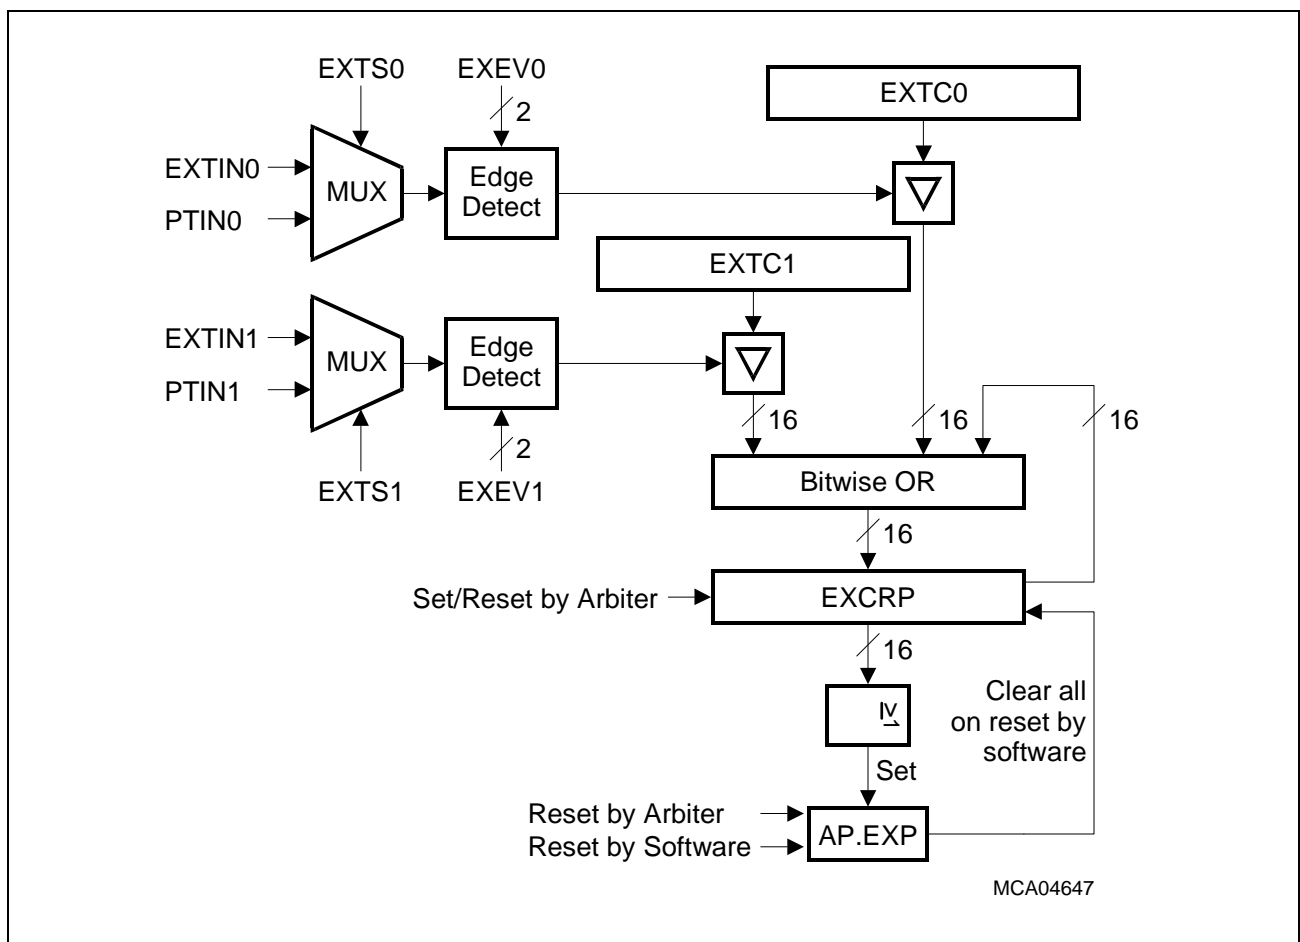 EXTS0
EXEV0
2
EXTC0
EXTIN0
PTIN0
MUX
Edge
Detect
EXTC1
EXTIN1
PTIN1
MUX
Edge
Detect
16
16
16
2
EXTS1
EXEV1
Bitwise OR
16
Set/Reset by Arbiter
EXCRP
16
≥1
Clear all
on reset by
software
Set
Reset by Arbiter
Reset by Software
AP.EXP
MCA04647